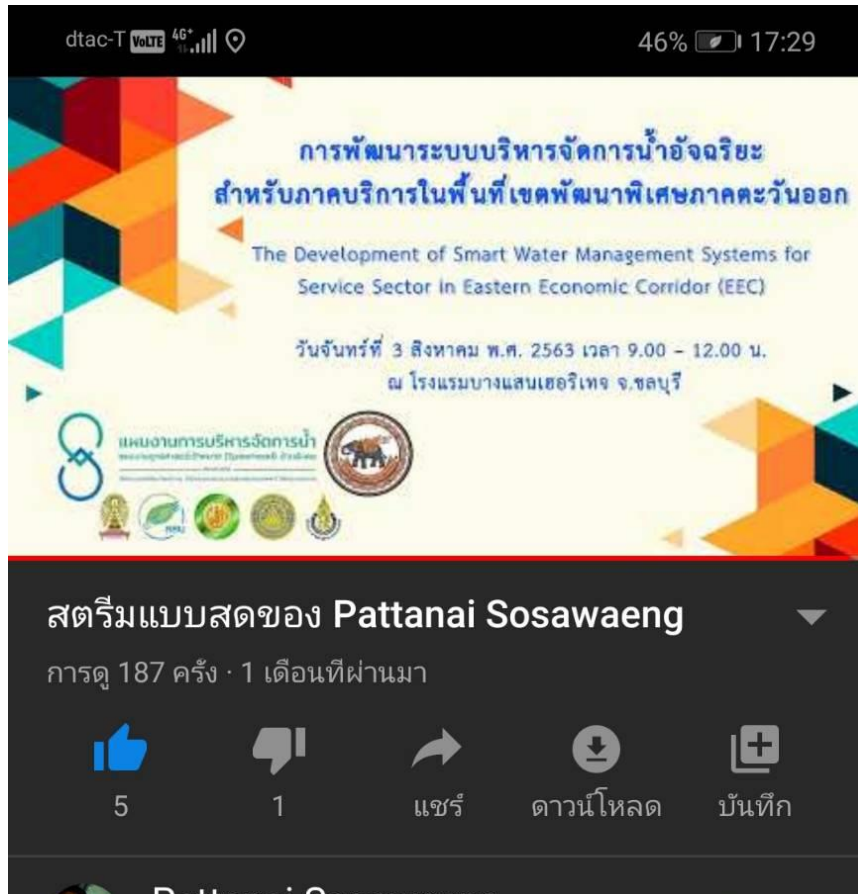 dtac-T VoLTE 4G+ 46% 17:29
การพัฒนาระบบบริหารจัดการน้ำอัจฉริยะ
สำหรับภาคบริการในพื้นที่เขตพัฒนาพิเศษภาคตะวันออก
The Development of Smart Water Management Systems for
Service Sector in Eastern Economic Corridor (EEC)
วันจันทร์ที่ 3 สิงหาคม พ.ศ. 2563 เวลา 9.00 – 12.00 น.
ณ โรงแรมบางแสนเฮอริเทจ จ.ชลบุรี
แผนงานการบริหารจัดการน้ำ
สตรีมแบบสดของ Pattanai Sosawaeng
การดู 187 ครั้ง · 1 เดือนที่ผ่านมา
5 1 แชร์ ดาวน์โหลด บันทึก